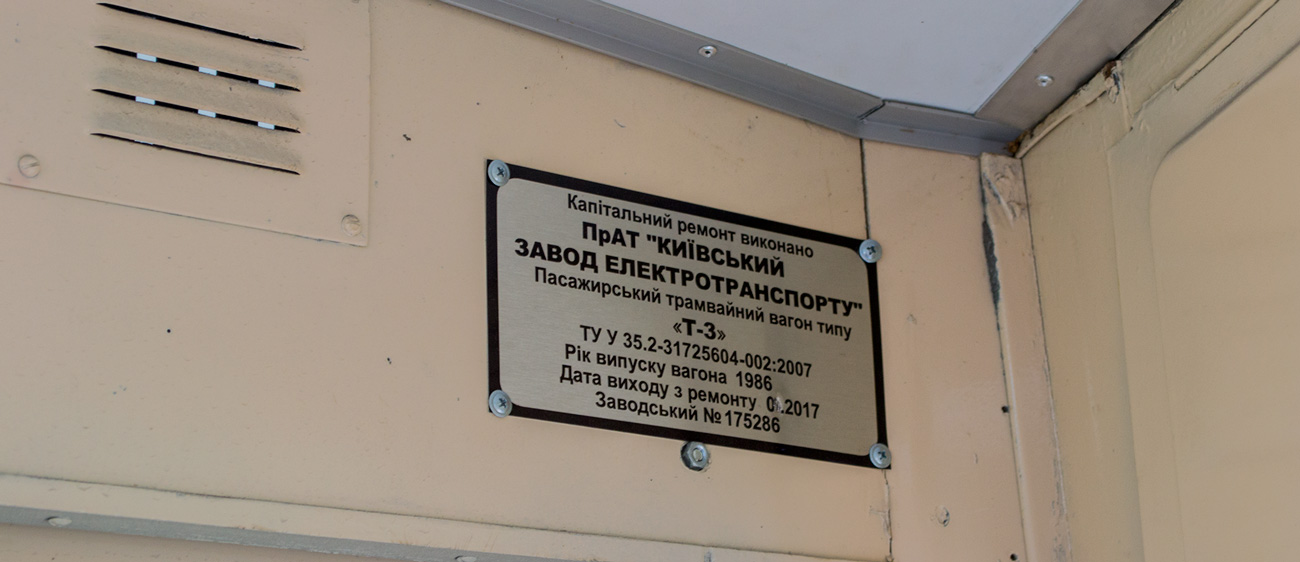 Капітальний ремонт виконано
ПрАТ "КИЇВСЬКИЙ
ЗАВОД ЕЛЕКТРОТРАНСПОРТУ"
Пасажирський трамвайний вагон типу
«Т-3»
ТУ У 35.2-31725604-002:2007
Рік випуску вагона 1986
Дата виходу з ремонту
Заводський № 175286